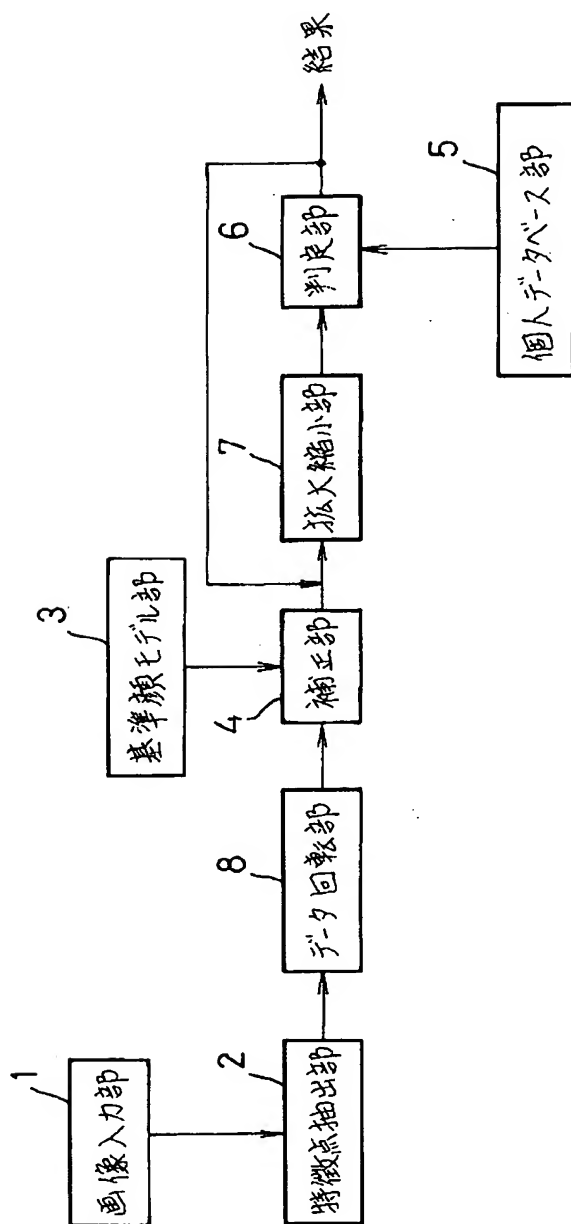 1
画像入力部
2
特徴点抽出部
8
データ回転部
3
基準顔モデル部
4
補正部
7
拡大縮小部
6
判定部
5
個人データベース部
結果